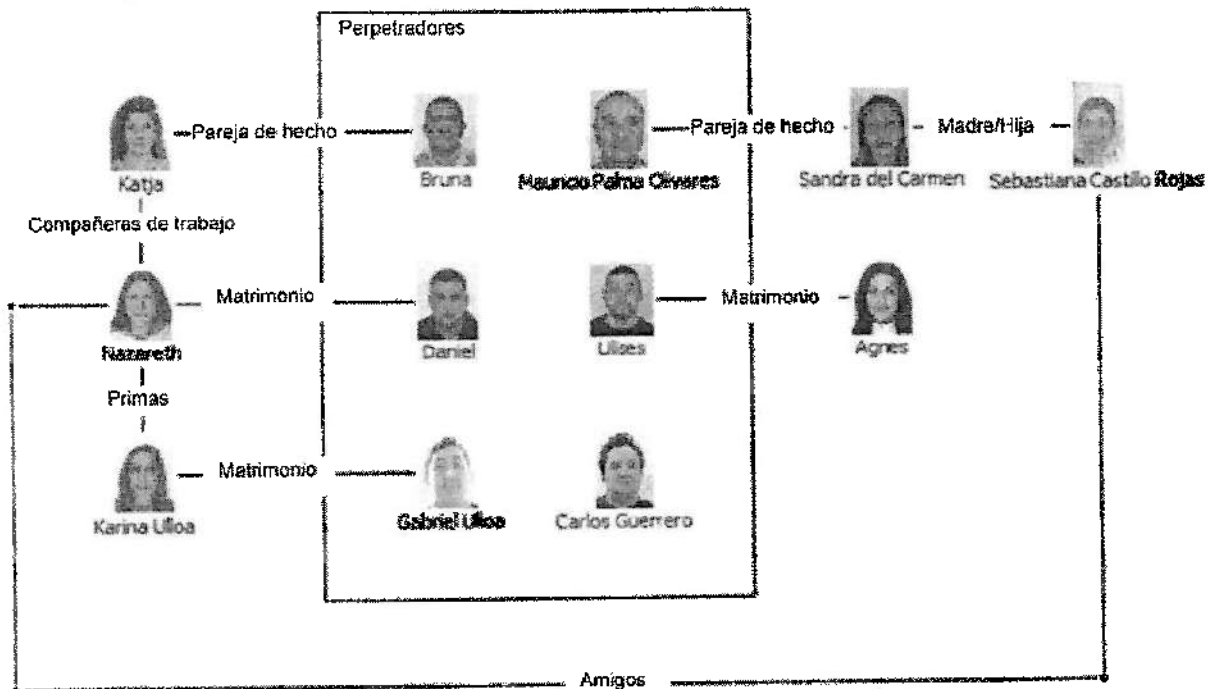 Perpetradores
Pareja de hecho
Pareja de hecho
Madre/Hija
Katja
Bruna
Mauricio Palma Olivares
Sandra del Carmen
Sebastiana Castillo Rojas
Compañeras de trabajo
Matrimonio
Matrimonio
Nazareth
Daniel
Ulises
Agnes
Primas
Matrimonio
Karina Ulloa
Gabriel Ulloa
Carlos Guerrero
Amigos